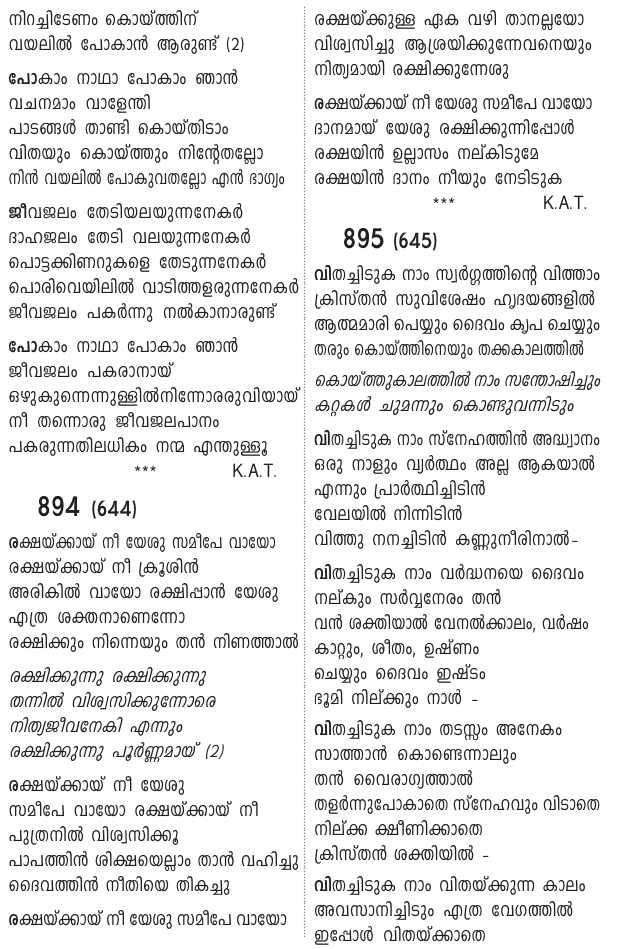 നിറച്ചിടേണം കൊയ്ത്തിന്
വയലിൽ പോകാൻ ആരുണ്ട് (2)
പോകാം നാഥാ പോകാം ഞാൻ
വചനമാം വാളേന്തി
പാടങ്ങൾ താണ്ടി കൊയ്തിടാം
വിതയും കൊയ്ത്തും നിന്റേതല്ലോ
നിൻ വയലിൽ പോകുവതല്ലോ എൻ ഭാഗ്യം
ജീവജലം തേടിയലയുന്നനേകർ
ദാഹജലം തേടി വലയുന്നനേകർ
പൊട്ടക്കിണറുകളെ തേടുന്നനേകർ
പൊരിവെയിലിൽ വാടിത്തളരുന്നനേകർ
ജീവജലം പകർന്നു നൽകാനാരുണ്ട്
പോകാം നാഥാ പോകാം ഞാൻ
ജീവജലം പകരാനായ്
ഒഴുകുന്നെന്നുള്ളിൽനിന്നോരരുവിയായ്
നീ തന്നൊരു ജീവജലപാനം
പകരുന്നതിലധികം നന്മ എന്തുള്ളൂ
*** K.A.T.
894 (644)
രക്ഷയ്ക്കായ് നീ യേശു സമീപേ വായോ
രക്ഷയ്ക്കായ് നീ ക്രൂശിൻ
അരികിൽ വായോ രക്ഷിപ്പാൻ യേശു
എത്ര ശക്തനാണെന്നോ
രക്ഷിക്കും നിന്നെയും തൻ നിണത്താൽ
രക്ഷിക്കുന്നു രക്ഷിക്കുന്നു
തന്നിൽ വിശ്വസിക്കുന്നോരെ
നിത്യജീവനേകി എന്നും
രക്ഷിക്കുന്നു പൂർണ്ണമായ് (2)
രക്ഷയ്ക്കായ് നീ യേശു
സമീപേ വായോ രക്ഷയ്ക്കായ് നീ
പുത്രനിൽ വിശ്വസിക്കൂ
പാപത്തിൻ ശിക്ഷയെല്ലാം താൻ വഹിച്ചു
ദൈവത്തിൻ നീതിയെ തികച്ചു
രക്ഷയ്ക്കായ് നീ യേശു സമീപേ വായോ
രക്ഷയ്ക്കുള്ള ഏക വഴി താനല്ലയോ
വിശ്വസിച്ചു ആശ്രയിക്കുന്നേവനെയും
നിത്യമായി രക്ഷിക്കുന്നേശു
രക്ഷയ്ക്കായ് നീ യേശു സമീപേ വായോ
ദാനമായ് യേശു രക്ഷിക്കുന്നിപ്പോൾ
രക്ഷയിൻ ഉല്ലാസം നല്കിടുമേ
രക്ഷയിൻ ദാനം നീയും നേടിടുക
*** K.A.T.
895 (645)
വിതച്ചിടുക നാം സ്വർഗ്ഗത്തിന്റെ വിത്താം
ക്രിസ്തൻ സുവിശേഷം ഹൃദയങ്ങളിൽ
ആത്മമാരി പെയ്യും ദൈവം കൃപ ചെയ്യും
തരും കൊയ്ത്തിനെയും തക്കകാലത്തിൽ
കൊയ്ത്തുകാലത്തിൽ നാം സന്തോഷിച്ചും
കറ്റകൾ ചുമന്നും കൊണ്ടുവന്നിടും
വിതച്ചിടുക നാം സ്നേഹത്തിൻ അദ്ധ്വാനം
ഒരു നാളും വ്യർത്ഥം അല്ല ആകയാൽ
എന്നും പ്രാർത്ഥിച്ചിടിൻ
വേലയിൽ നിന്നിടിൻ
വിത്തു നനച്ചിടിൻ കണ്ണുനീരിനാൽ–
വിതച്ചിടുക നാം വർദ്ധനയെ ദൈവം
നല്കും സർവ്വനേരം തൻ
വൻ ശക്തിയാൽ വേനൽക്കാലം, വർഷം
കാറ്റും, ശീതം, ഉഷ്ണം
ചെയ്യും ദൈവം ഇഷ്ടം
ഭൂമി നില്ക്കും നാൾ –
വിതച്ചിടുക നാം തടസ്സം അനേകം
സാത്താൻ കൊണ്ടെന്നാലും
തൻ വൈരാഗ്യത്താൽ
തളർന്നുപോകാതെ സ്നേഹവും വിടാതെ
നില്ക്ക ക്ഷീണിക്കാതെ
ക്രിസ്തൻ ശക്തിയിൽ –
വിതച്ചിടുക നാം വിതയ്ക്കുന്ന കാലം
അവസാനിച്ചിടും എത്ര വേഗത്തിൽ
ഇപ്പോൾ വിതയ്ക്കാതെ